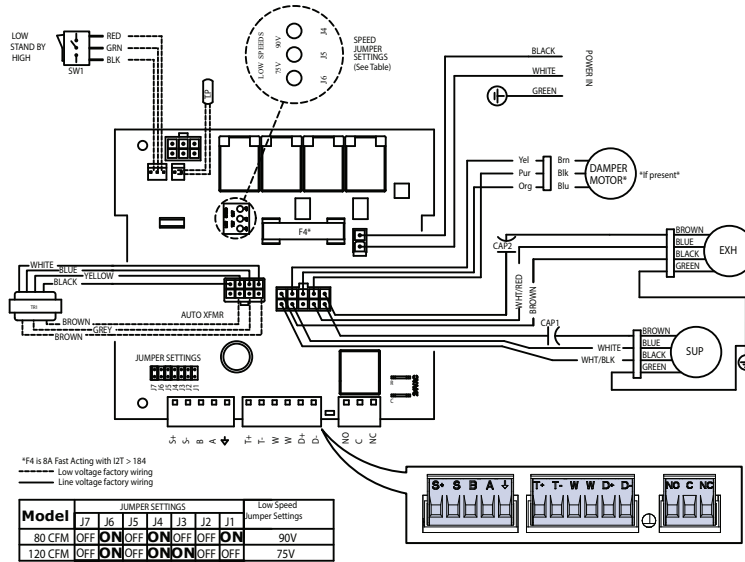 LOW
STAND BY
HIGH
RED
GRN
BLK
SW1
T.P
LOW SPEEDS
90V
75V
J4
J5
J6
SPEED
JUMPER
SETTINGS
(See Table)
BLACK
WHITE
GREEN
POWER IN
F4*
Yel
Pur
Org
Brn
Blk
Blu
DAMPER
MOTOR*
*If present*
CAP2
BROWN
BLUE
BLACK
GREEN
EXH
WHT/RED
BROWN
WHITE
BLUE
YELLOW
BLACK
TRI
BROWN
GREY
BROWN
AUTO XFMR
CAP1
WHITE
WHT/BLK
BROWN
BLUE
BLACK
GREEN
SUP
JUMPER SETTINGS
J7 J6 J5 J4 J3 J2 J1
S+ S- B A
T+ T- W W D+ D-
NO C NC
*F4 is 8A Fast Acting with I2T > 184
Low voltage factory wiring
Line voltage factory wiring
S+ S B A
T+ T- W W D+ D-
NO C NC
Model JUMPER SETTINGS Low Speed Jumper Settings
J7 J6 J5 J4 J3 J2 J1
80 CFM OFF ON OFF ON OFF OFF ON 90V
120 CFM OFF ON OFF ON ON OFF OFF 75V